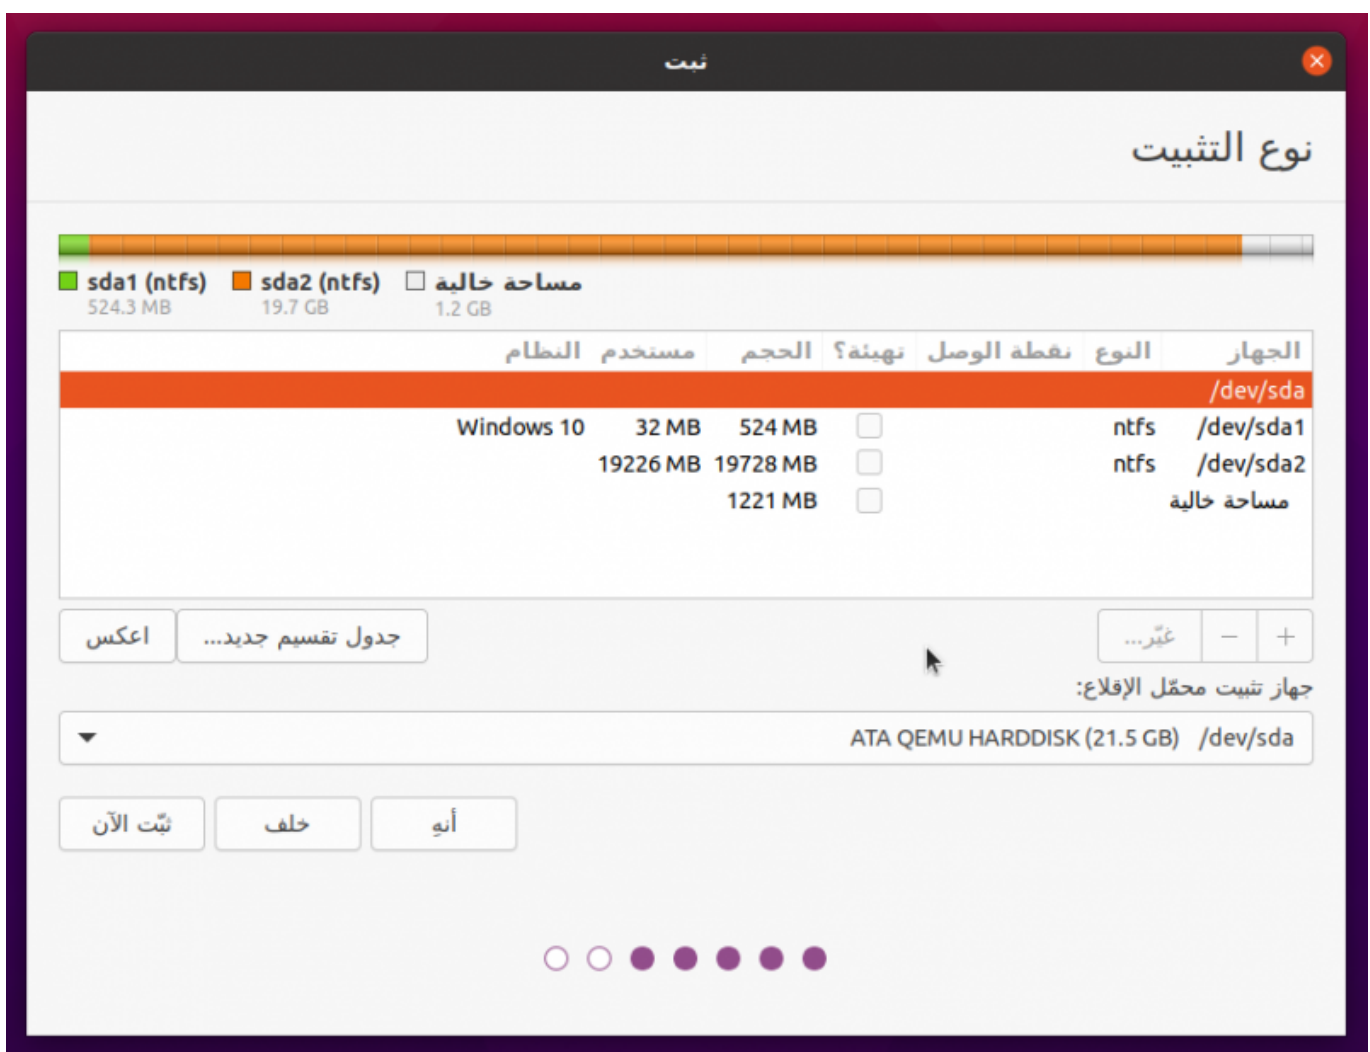 ثبت
نوع التثبيت
sda1 (ntfs) sda2 (ntfs) مساحة خالية
524.3 MB 19.7 GB 1.2 GB
الجهاز النوع نقطة الوصل تهيئة؟ الحجم مستخدم النظام
/dev/sda
/dev/sda1 ntfs 524 MB 32 MB Windows 10
/dev/sda2 ntfs 19728 MB 19226 MB
مساحة خالية 1221 MB
+ − غيّر... جدول تقسيم جديد... اعكس
جهاز تثبيت محمّل الإقلاع:
/dev/sda ATA QEMU HARDDISK (21.5 GB)
أنهِ خلف ثبّت الآن